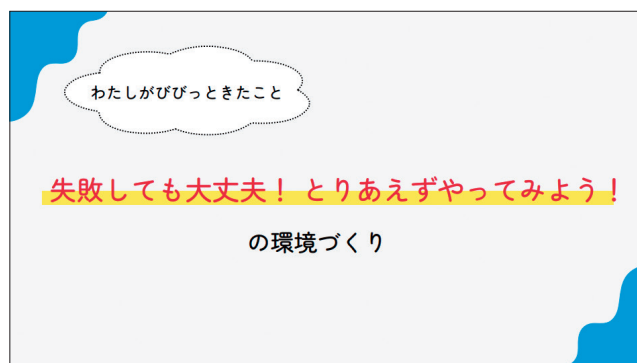 わたしがびびっときたこと
失敗しても大丈夫！ とりあえずやってみよう！
の環境づくり